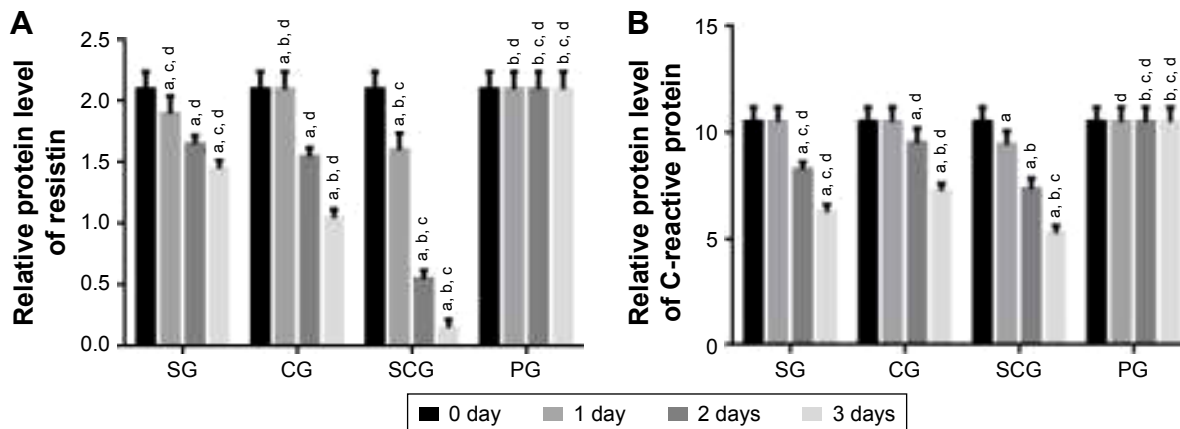 A
Relative protein level
of resistin
2.5
2.0
1.5
1.0
0.5
0.0
a, c, d
a, d
a, c, d
a, b, d
a, d
a, b, d
a, b, c
a, b, c
a, b, c
b, d
b, c, d
b, c, d
SG CG SCG PG
B
Relative protein level
of C-reactive protein
15
10
5
0
a, c, d
a, c, d
a, d
a, b, d
a
a, b
a, b, c
d
b, c, d
b, c, d
SG CG SCG PG
0 day 1 day 2 days 3 days